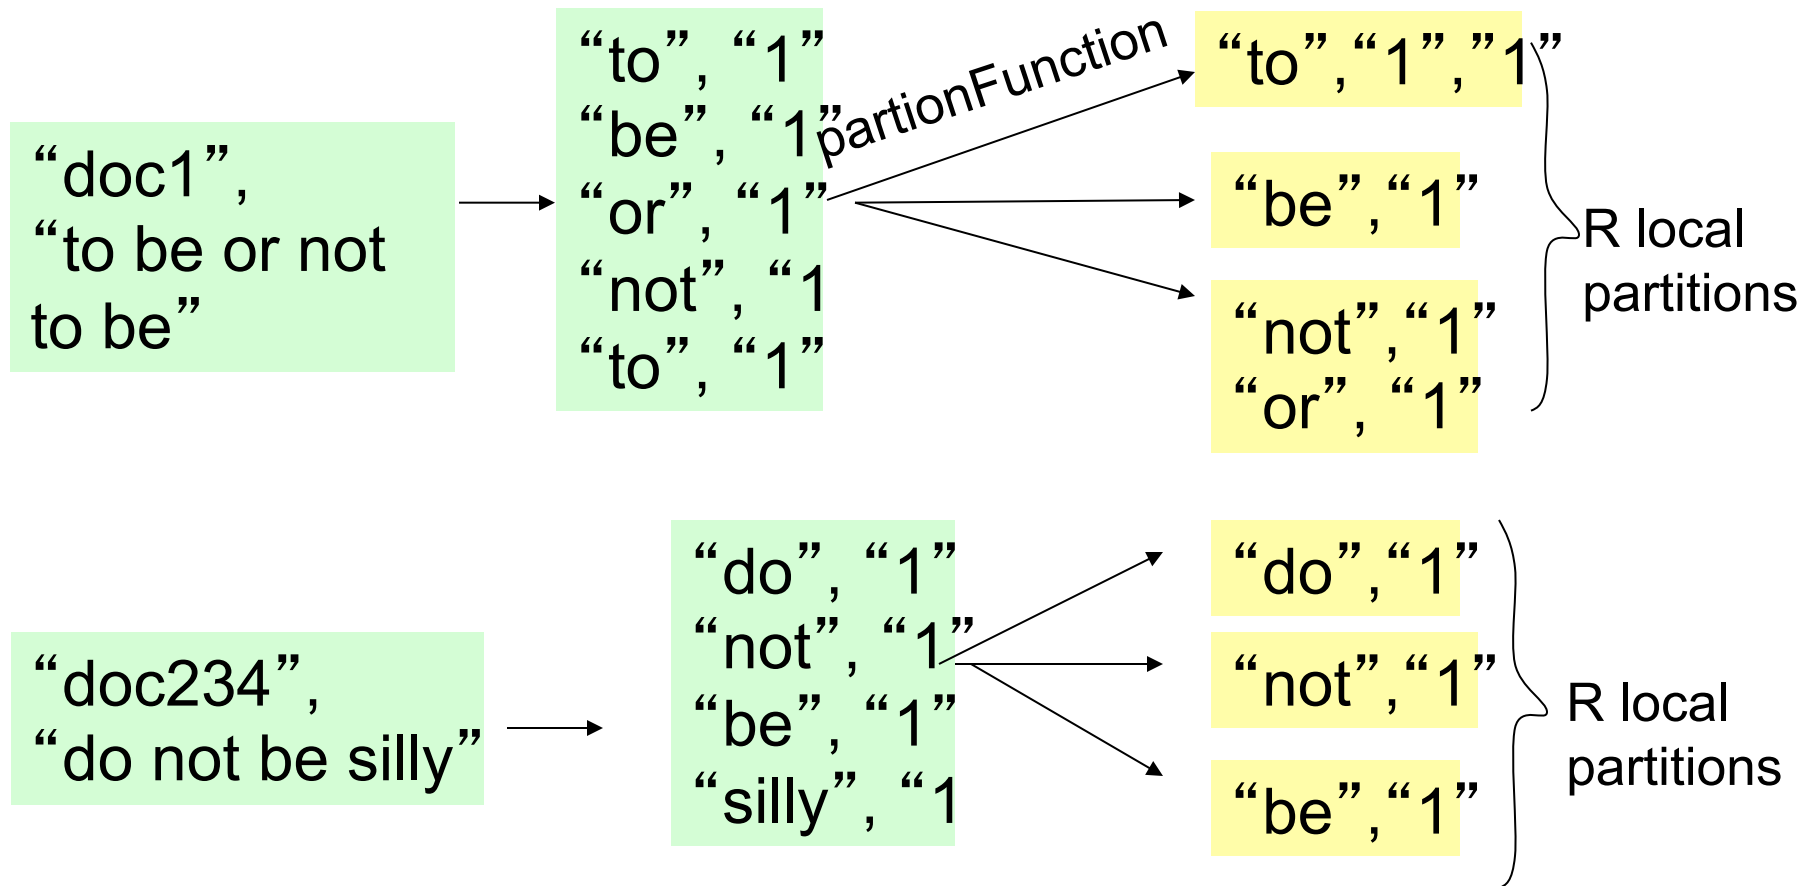 “doc1”,
“to be or not
to be”
“to”, “1”
“be”, “1”
“or”, “1”
“not”, “1
“to”, “1”
partionFunction
“to”,“1”,”1”
“be”,“1”
“not”,“1”
“or”, “1”
R local
partitions
“doc234”,
“do not be silly”
“do”, “1”
“not”, “1”
“be”, “1”
“silly”, “1
“do”,“1”
“not”,“1”
“be”,“1”
R local
partitions